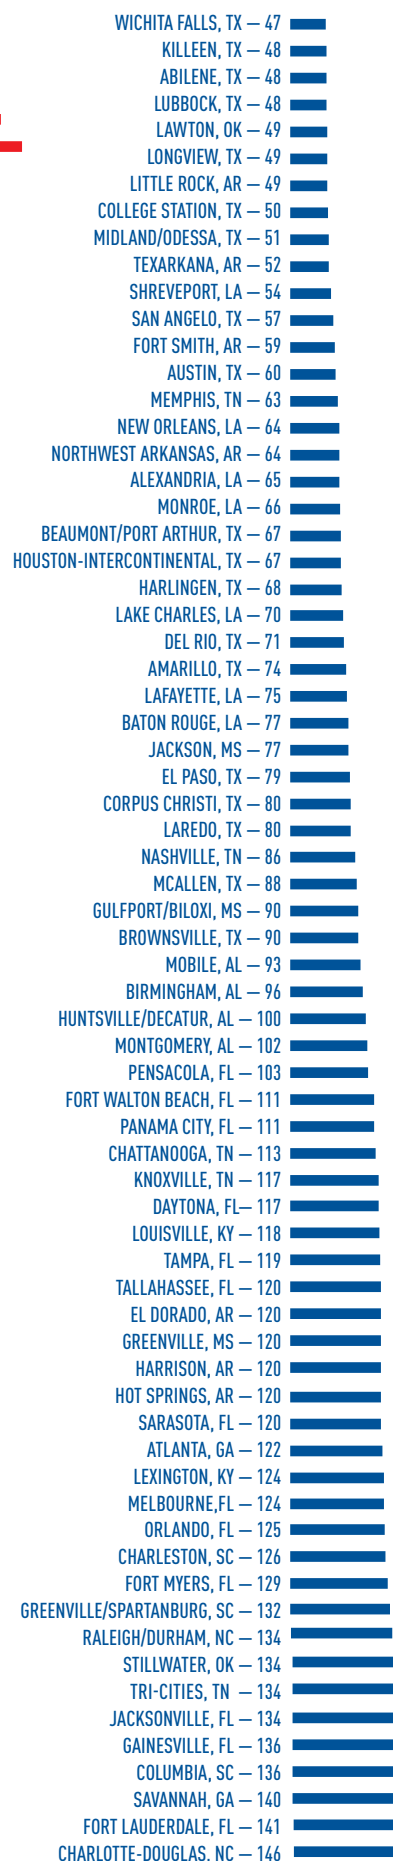 WICHITA FALLS, TX — 47
KILLEEN, TX — 48
ABILENE, TX — 48
LUBBOCK, TX — 48
LAWTON, OK — 49
LONGVIEW, TX — 49
LITTLE ROCK, AR — 49
COLLEGE STATION, TX — 50
MIDLAND/ODESSA, TX — 51
TEXARKANA, AR — 52
SHREVEPORT, LA — 54
SAN ANGELO, TX — 57
FORT SMITH, AR — 59
AUSTIN, TX — 60
MEMPHIS, TN — 63
NEW ORLEANS, LA — 64
NORTHWEST ARKANSAS, AR — 64
ALEXANDRIA, LA — 65
MONROE, LA — 66
BEAUMONT/PORT ARTHUR, TX — 67
HOUSTON-INTERCONTINENTAL, TX — 67
HARLINGEN, TX — 68
LAKE CHARLES, LA — 70
DEL RIO, TX — 71
AMARILLO, TX — 74
LAFAYETTE, LA — 75
BATON ROUGE, LA — 77
JACKSON, MS — 77
EL PASO, TX — 79
CORPUS CHRISTI, TX — 80
LAREDO, TX — 80
NASHVILLE, TN — 86
MCALLEN, TX — 88
GULFPORT/BILOXI, MS — 90
BROWNSVILLE, TX — 90
MOBILE, AL — 93
BIRMINGHAM, AL — 96
HUNTSVILLE/DECATUR, AL — 100
MONTGOMERY, AL — 102
PENSACOLA, FL — 103
FORT WALTON BEACH, FL — 111
PANAMA CITY, FL — 111
CHATTANOOGA, TN — 113
KNOXVILLE, TN — 117
DAYTONA, FL— 117
LOUISVILLE, KY — 118
TAMPA, FL — 119
TALLAHASSEE, FL — 120
EL DORADO, AR — 120
GREENVILLE, MS — 120
HARRISON, AR — 120
HOT SPRINGS, AR — 120
SARASOTA, FL — 120
ATLANTA, GA — 122
LEXINGTON, KY — 124
MELBOURNE,FL — 124
ORLANDO, FL — 125
CHARLESTON, SC — 126
FORT MYERS, FL — 129
GREENVILLE/SPARTANBURG, SC — 132
RALEIGH/DURHAM, NC — 134
STILLWATER, OK — 134
TRI-CITIES, TN — 134
JACKSONVILLE, FL — 134
GAINESVILLE, FL — 136
COLUMBIA, SC — 136
SAVANNAH, GA — 140
FORT LAUDERDALE, FL — 141
CHARLOTTE-DOUGLAS, NC — 146